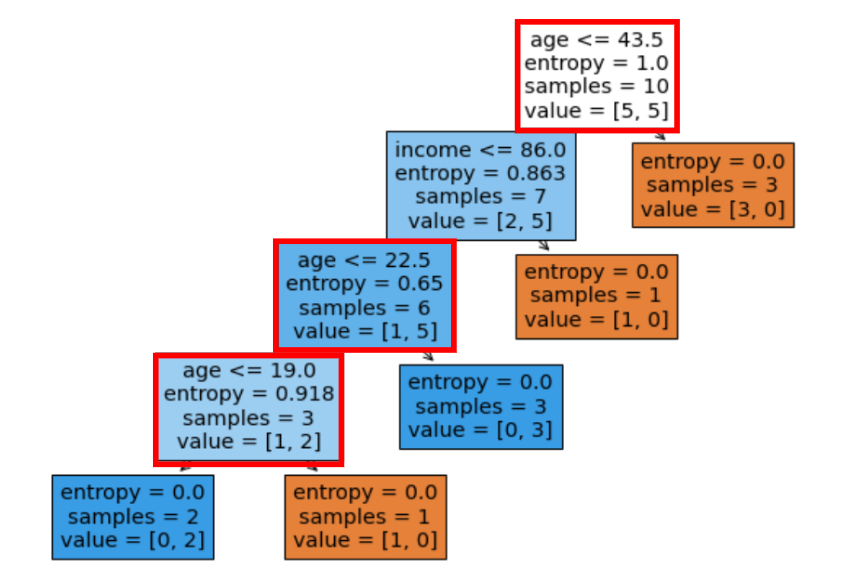 age <= 43.5
entropy = 1.0
samples = 10
value = [5, 5]
income <= 86.0
entropy = 0.863
samples = 7
value = [2, 5]
entropy = 0.0
samples = 3
value = [3, 0]
age <= 22.5
entropy = 0.65
samples = 6
value = [1, 5]
entropy = 0.0
samples = 1
value = [1, 0]
age <= 19.0
entropy = 0.918
samples = 3
value = [1, 2]
entropy = 0.0
samples = 3
value = [0, 3]
entropy = 0.0
samples = 2
value = [0, 2]
entropy = 0.0
samples = 1
value = [1, 0]